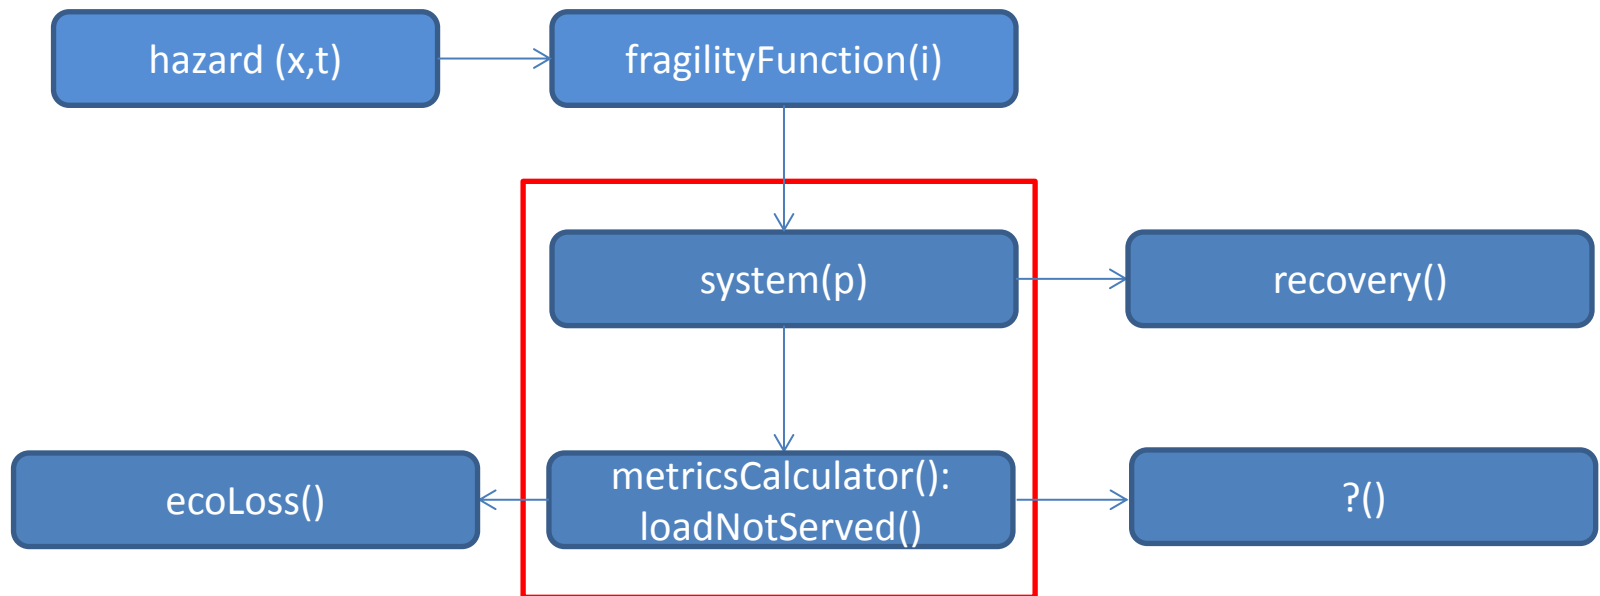 hazard (x,t)
fragilityFunction(i)
system(p)
recovery()
ecoLoss()
metricsCalculator():
loadNotServed()
?()